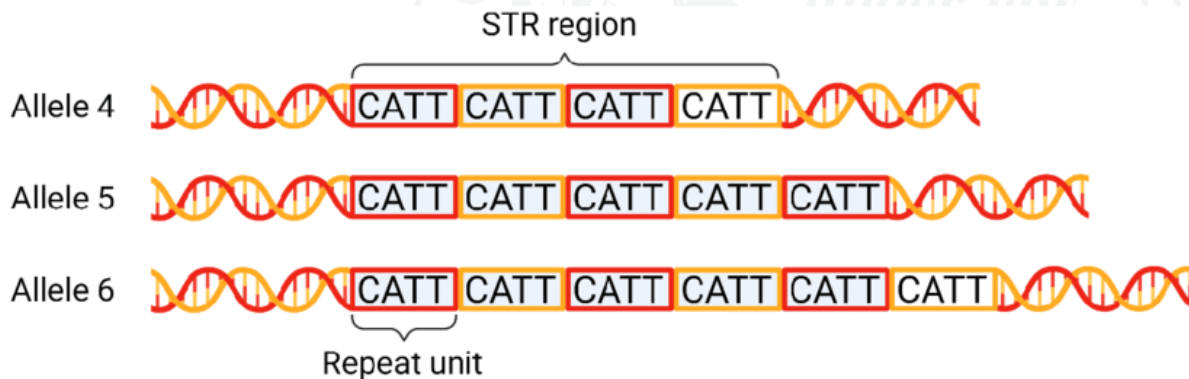 STR region
Allele 4 CATT CATT CATT CATT
Allele 5 CATT CATT CATT CATT CATT
Allele 6 CATT CATT CATT CATT CATT CATT
Repeat unit